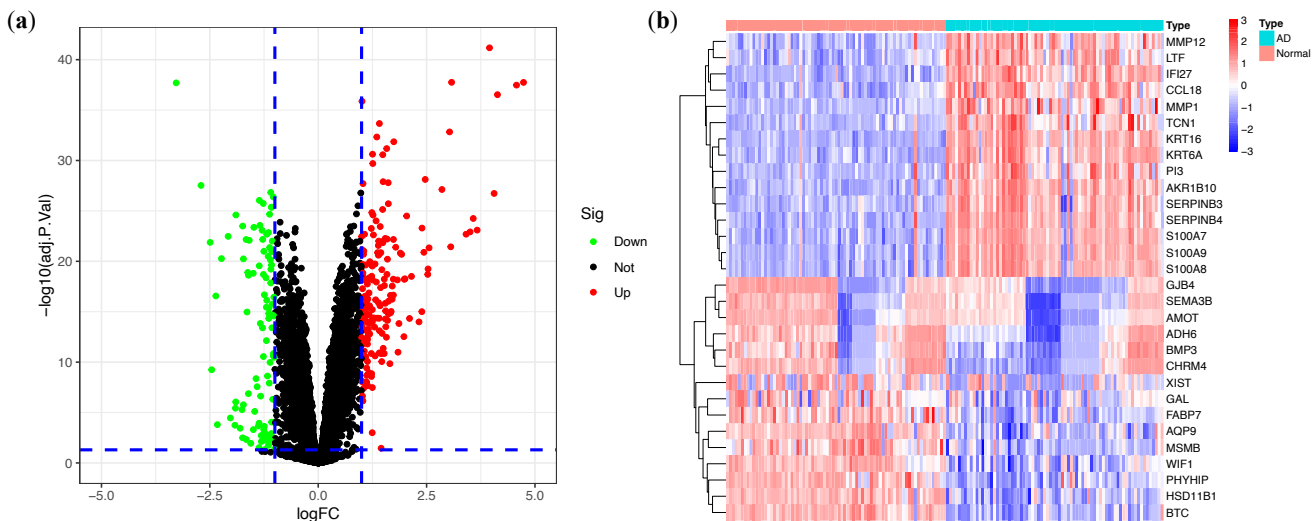 (a)
−log10(adj.P.Val)
40
30
20
10
0
−5.0
−2.5
0.0
2.5
5.0
logFC
Sig
Down
Not
Up
(b)
Type
MMP12
LTF
IFI27
CCL18
MMP1
TCN1
KRT16
KRT6A
PI3
AKR1B10
SERPINB3
SERPINB4
S100A7
S100A9
S100A8
GJB4
SEMA3B
AMOT
ADH6
BMP3
CHRM4
XIST
GAL
FABP7
AQP9
MSMB
WIF1
PHYHIP
HSD11B1
BTC
3
2
1
0
−1
−2
−3
Type
AD
Normal